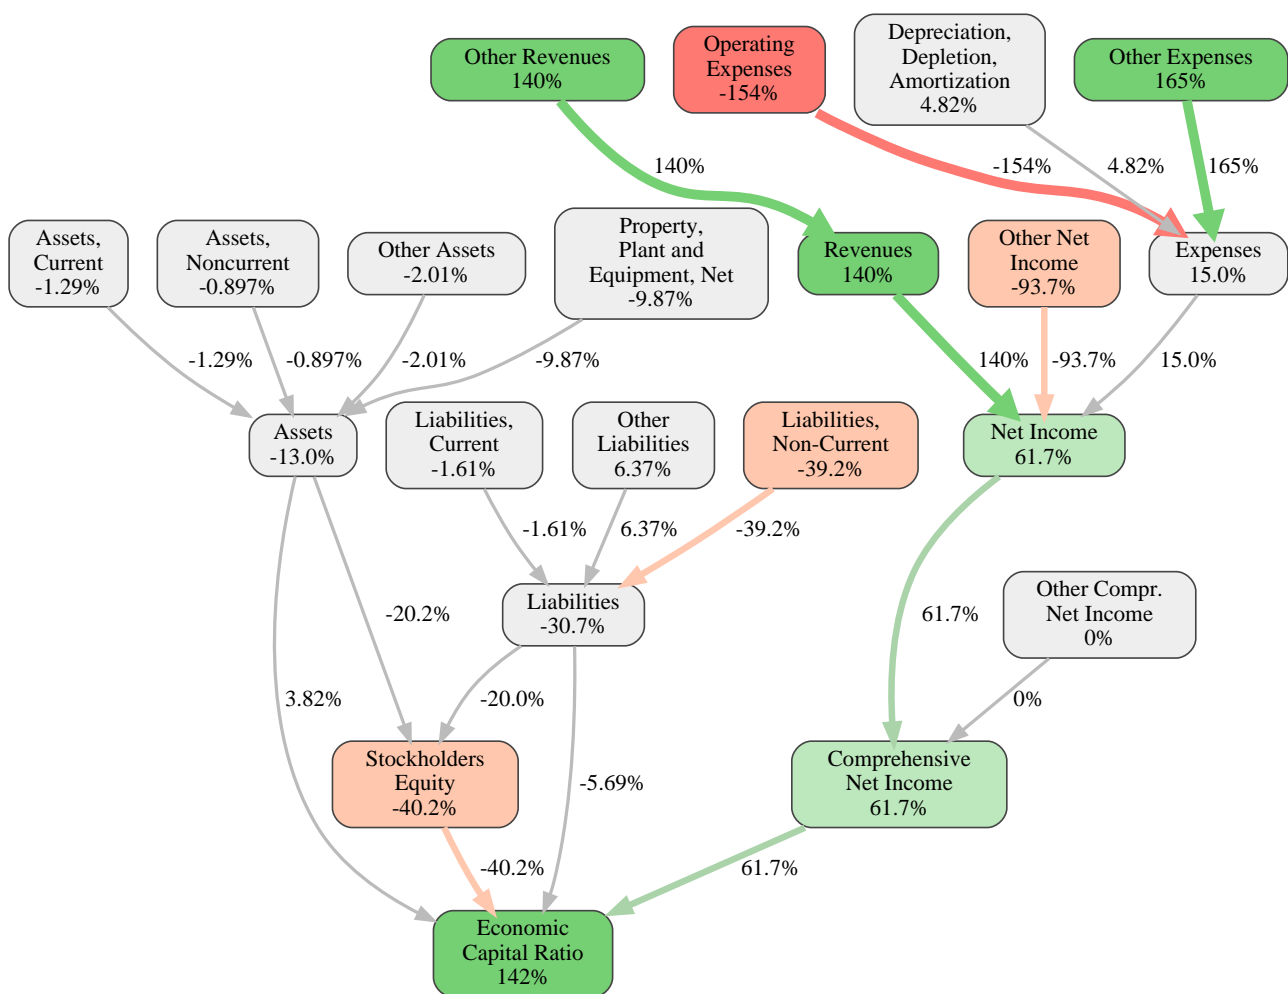 Other Revenues
140%
Operating
Expenses
-154%
Depreciation,
Depletion,
Amortization
4.82%
Other Expenses
165%
140%
-154%
4.82%
165%
Assets,
Current
-1.29%
Assets,
Noncurrent
-0.897%
Other Assets
-2.01%
Property,
Plant and
Equipment, Net
-9.87%
Revenues
140%
Other Net
Income
-93.7%
Expenses
15.0%
-1.29%
-0.897%
-2.01%
-9.87%
140%
-93.7%
15.0%
Assets
-13.0%
Liabilities,
Current
-1.61%
Other
Liabilities
6.37%
Liabilities,
Non-Current
-39.2%
Net Income
61.7%
-1.61%
6.37%
-39.2%
Liabilities
-30.7%
Other Compr.
Net Income
0%
-20.2%
61.7%
3.82%
-20.0%
0%
Stockholders
Equity
-40.2%
-5.69%
Comprehensive
Net Income
61.7%
-40.2%
61.7%
Economic
Capital Ratio
142%